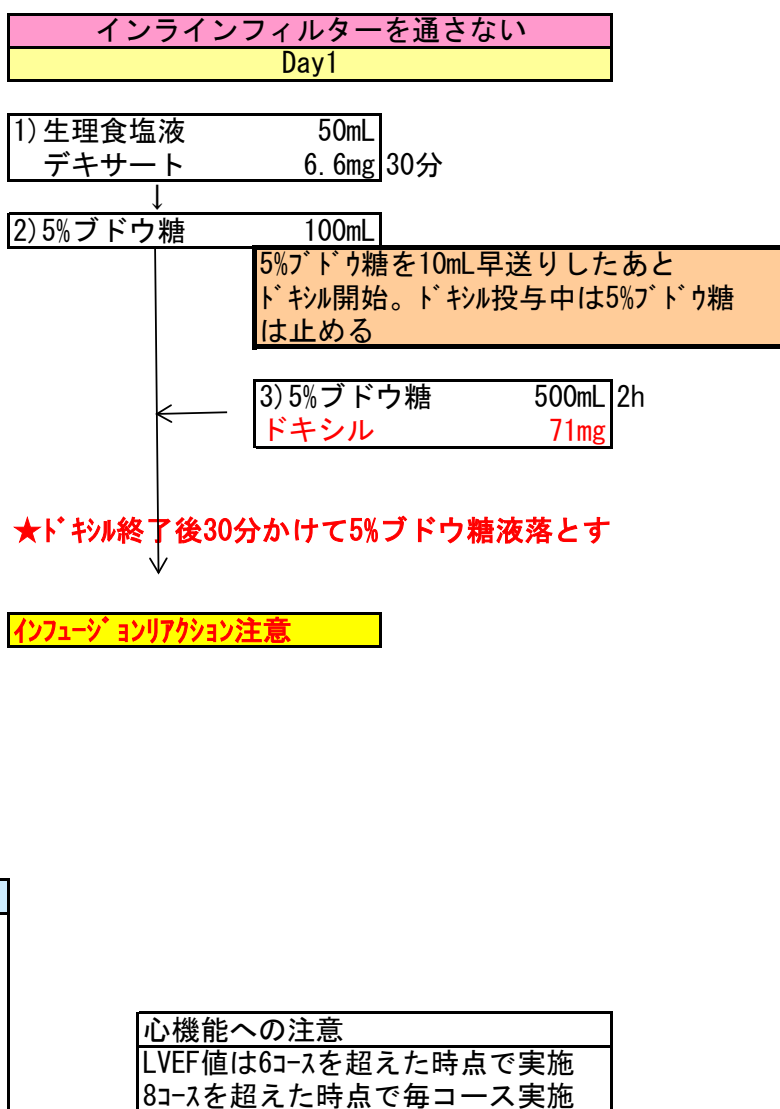 インラインフィルターを通さない
Day1
1)生理食塩液 50mL
デキサート 6.6mg 30分
↓
2)5%ブドウ糖 100mL
5%ﾌﾞﾄﾞｳ糖を10mL早送りしたあと
ﾄﾞｷｼﾙ開始。ﾄﾞｷｼﾙ投与中は5%ﾌﾞﾄﾞｳ糖
は止める
3)5%ブドウ糖 500mL 2h
ドキシル 71mg
★ﾄﾞｷｼﾙ終了後30分かけて5%ブドウ糖液落とす
ｲﾝﾌｭｰｼﾞｮﾝﾘｱｸｼｮﾝ注意
心機能への注意
LVEF値は6ｺｰｽを超えた時点で実施
8ｺｰｽを超えた時点で毎コース実施